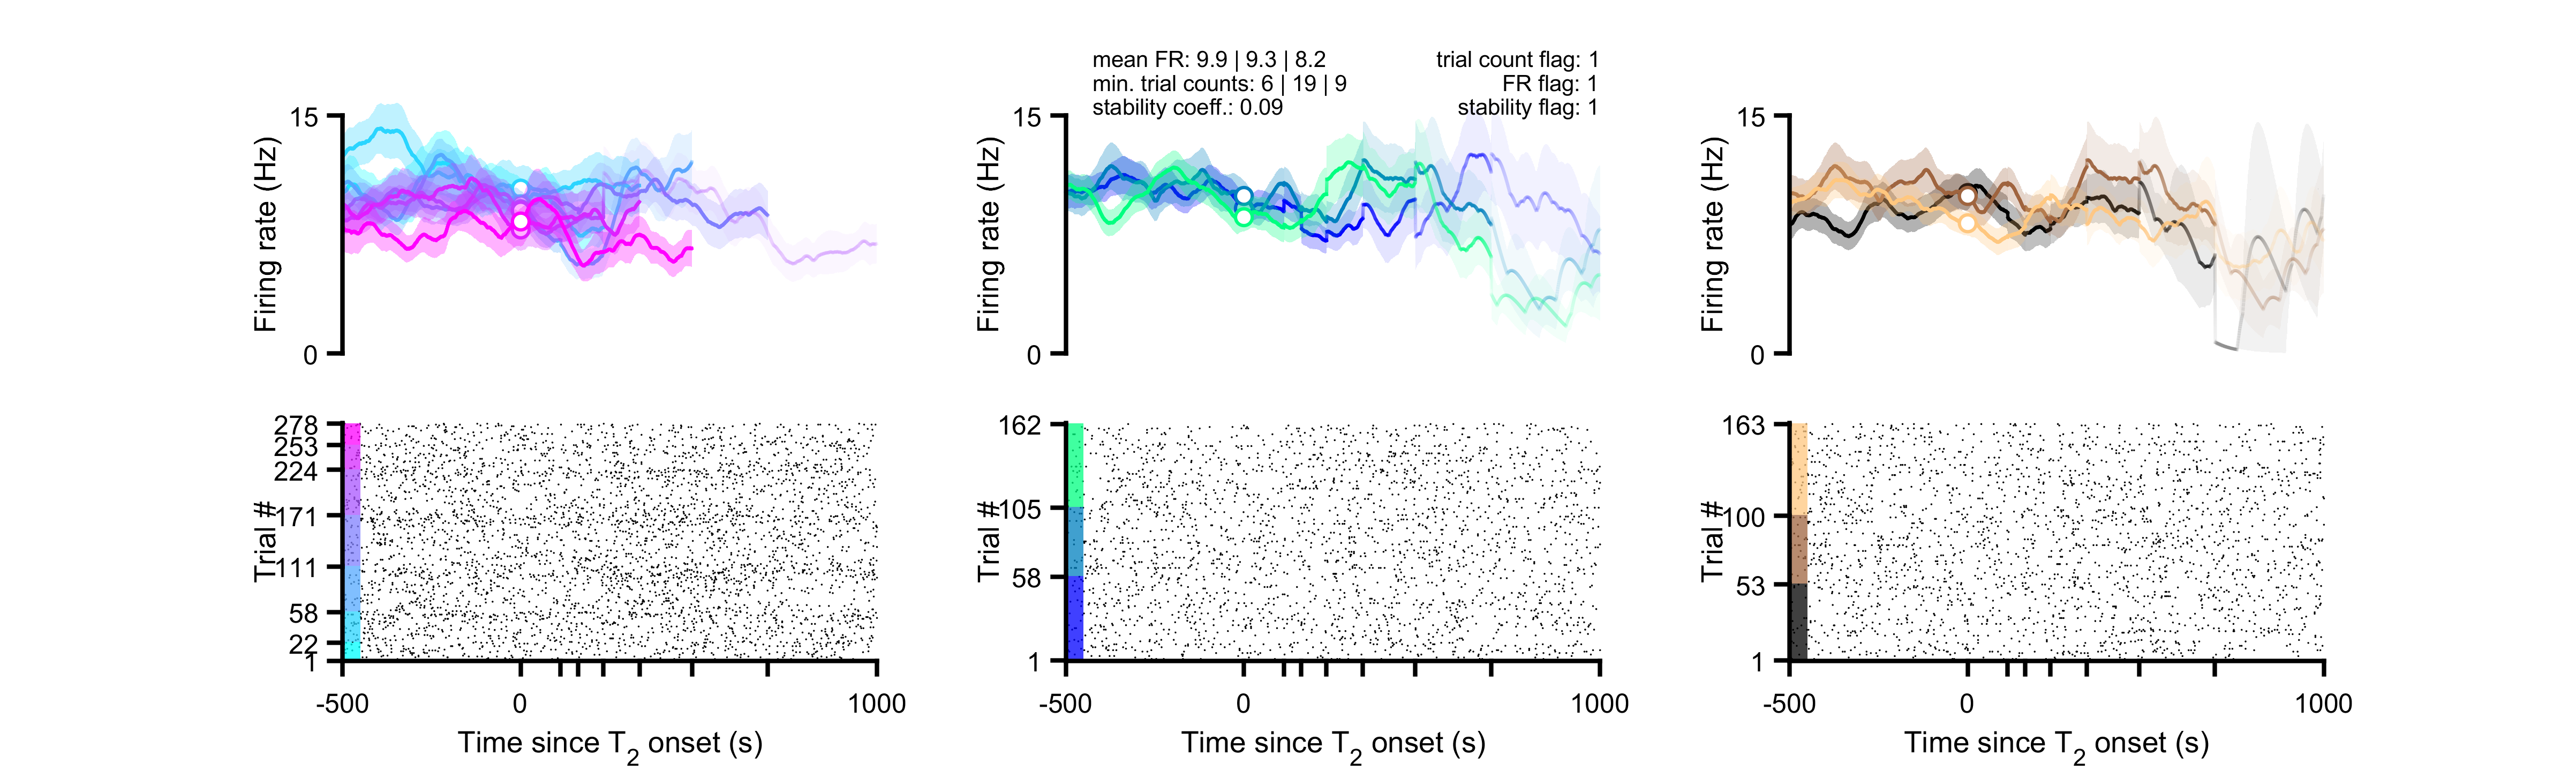 mean FR: 9.9 | 9.3 | 8.2
min. trial counts: 6 | 19 | 9
stability coeff.: 0.09
trial count flag: 1
FR flag: 1
stability flag: 1
15
0
Firing rate (Hz)
15
0
Firing rate (Hz)
15
0
Firing rate (Hz)
278
253
224
171
111
58
22
1
Trial #
-500
0
1000
Time since T2 onset (s)
162
105
58
1
Trial #
-500
0
1000
Time since T2 onset (s)
163
100
53
1
Trial #
-500
0
1000
Time since T2 onset (s)